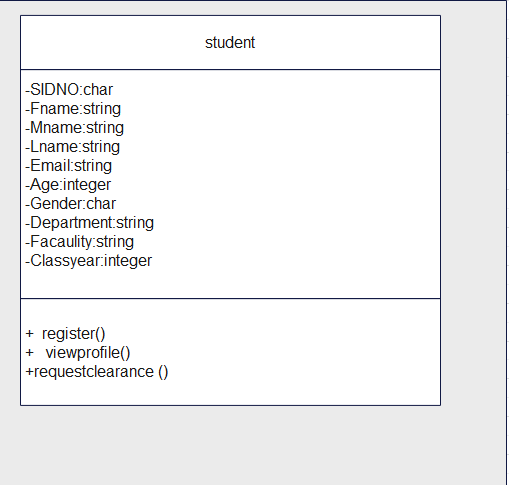 student
-SIDNO:char
-Fname:string
-Mname:string
-Lname:string
-Email:string
-Age:integer
-Gender:char
-Department:string
-Facaulity:string
-Classyear:integer
+ register()
+ viewprofile()
+requestclearance ()